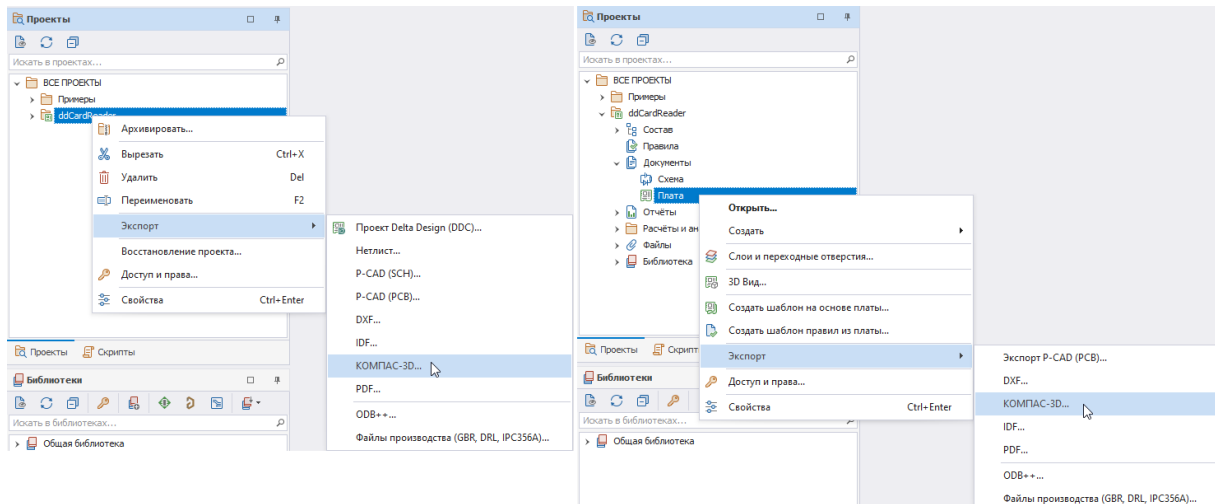 Проекты
Искать в проектах...
ВСЕ ПРОЕКТЫ
Примеры
ddCardReader
Архивировать...
Вырезать Ctrl+X
Удалить Del
Переименовать F2
Экспорт
Восстановление проекта...
Доступ и права...
Свойства Ctrl+Enter
Проект Delta Design (DDC)...
Нетлист...
P-CAD (SCH)...
P-CAD (PCB)...
DXF...
IDF...
КОМПАС-3D...
PDF...
ODB++...
Файлы производства (GBR, DRL, IPC356A)...
Проекты Скрипты
Библиотеки
Искать в библиотеках...
Общая библиотека
Проекты
Искать в проектах...
ВСЕ ПРОЕКТЫ
Примеры
ddCardReader
Состав
Правила
Документы
Схема
Плата
Отчёты
Расчёты и ан
Файлы
Библиотека
Открыть...
Создать
Слои и переходные отверстия...
3D Вид...
Создать шаблон на основе платы...
Создать шаблон правил из платы...
Экспорт
Доступ и права...
Свойства Ctrl+Enter
Экспорт P-CAD (PCB)...
DXF...
КОМПАС-3D...
IDF...
PDF...
ODB++...
Файлы производства (GBR, DRL, IPC356A)...
Проекты Скрипт
Библиотеки
Искать в библиотеках...
Общая библиотека